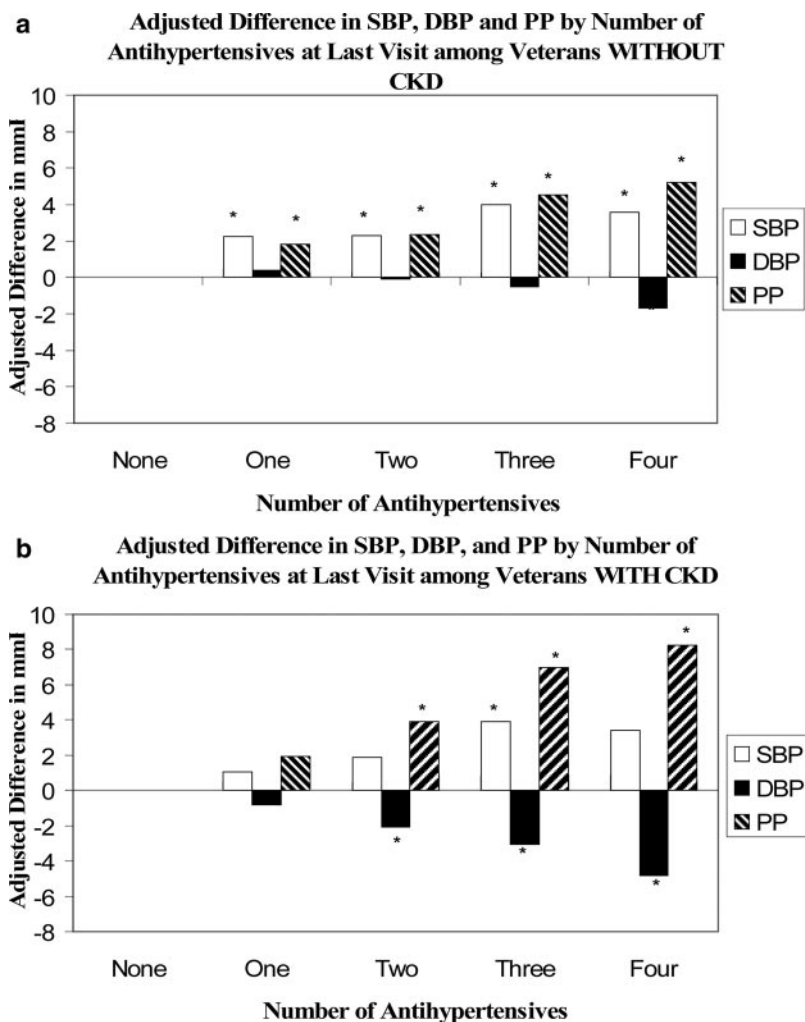 a
Adjusted Difference in SBP, DBP and PP by Number of
Antihypertensives at Last Visit among Veterans WITHOUT
CKD
Adjusted Difference in mml
10
8
6
4
2
0
-2
-4
-6
-8
* * * * * * * *
SBP
DBP
PP
None One Two Three Four
Number of Antihypertensives
b
Adjusted Difference in SBP, DBP, and PP by Number of
Antihypertensives at Last Visit among Veterans WITH CKD
Adjusted Difference in mml
10
8
6
4
2
0
-2
-4
-6
-8
* * * *
* * *
SBP
DBP
PP
None One Two Three Four
Number of Antihypertensives